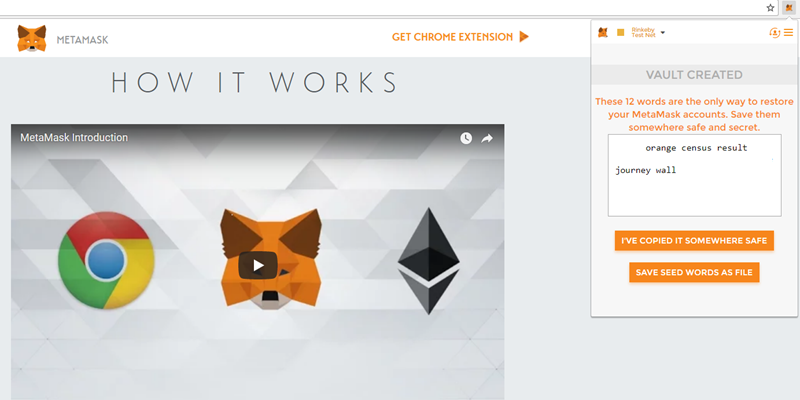 METAMASK
GET CHROME EXTENSION
HOW IT WORKS
MetaMask Introduction
Rinkeby
Test Net
VAULT CREATED
These 12 words are the only way to restore
your MetaMask accounts. Save them
somewhere safe and secret.
orange census result
journey wall
I'VE COPIED IT SOMEWHERE SAFE
SAVE SEED WORDS AS FILE